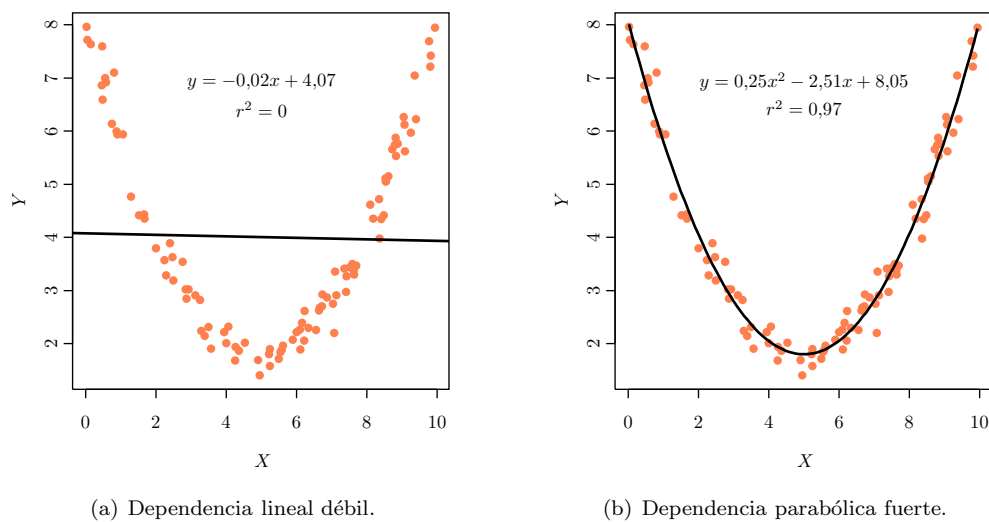 8
7
6
5
4
3
2
Y
y = −0,02x + 4,07
r² = 0
0 2 4 6 8 10
X
(a) Dependencia lineal débil.
8
7
6
5
4
3
2
Y
y = 0,25x² − 2,51x + 8,05
r² = 0,97
0 2 4 6 8 10
X
(b) Dependencia parabólica fuerte.